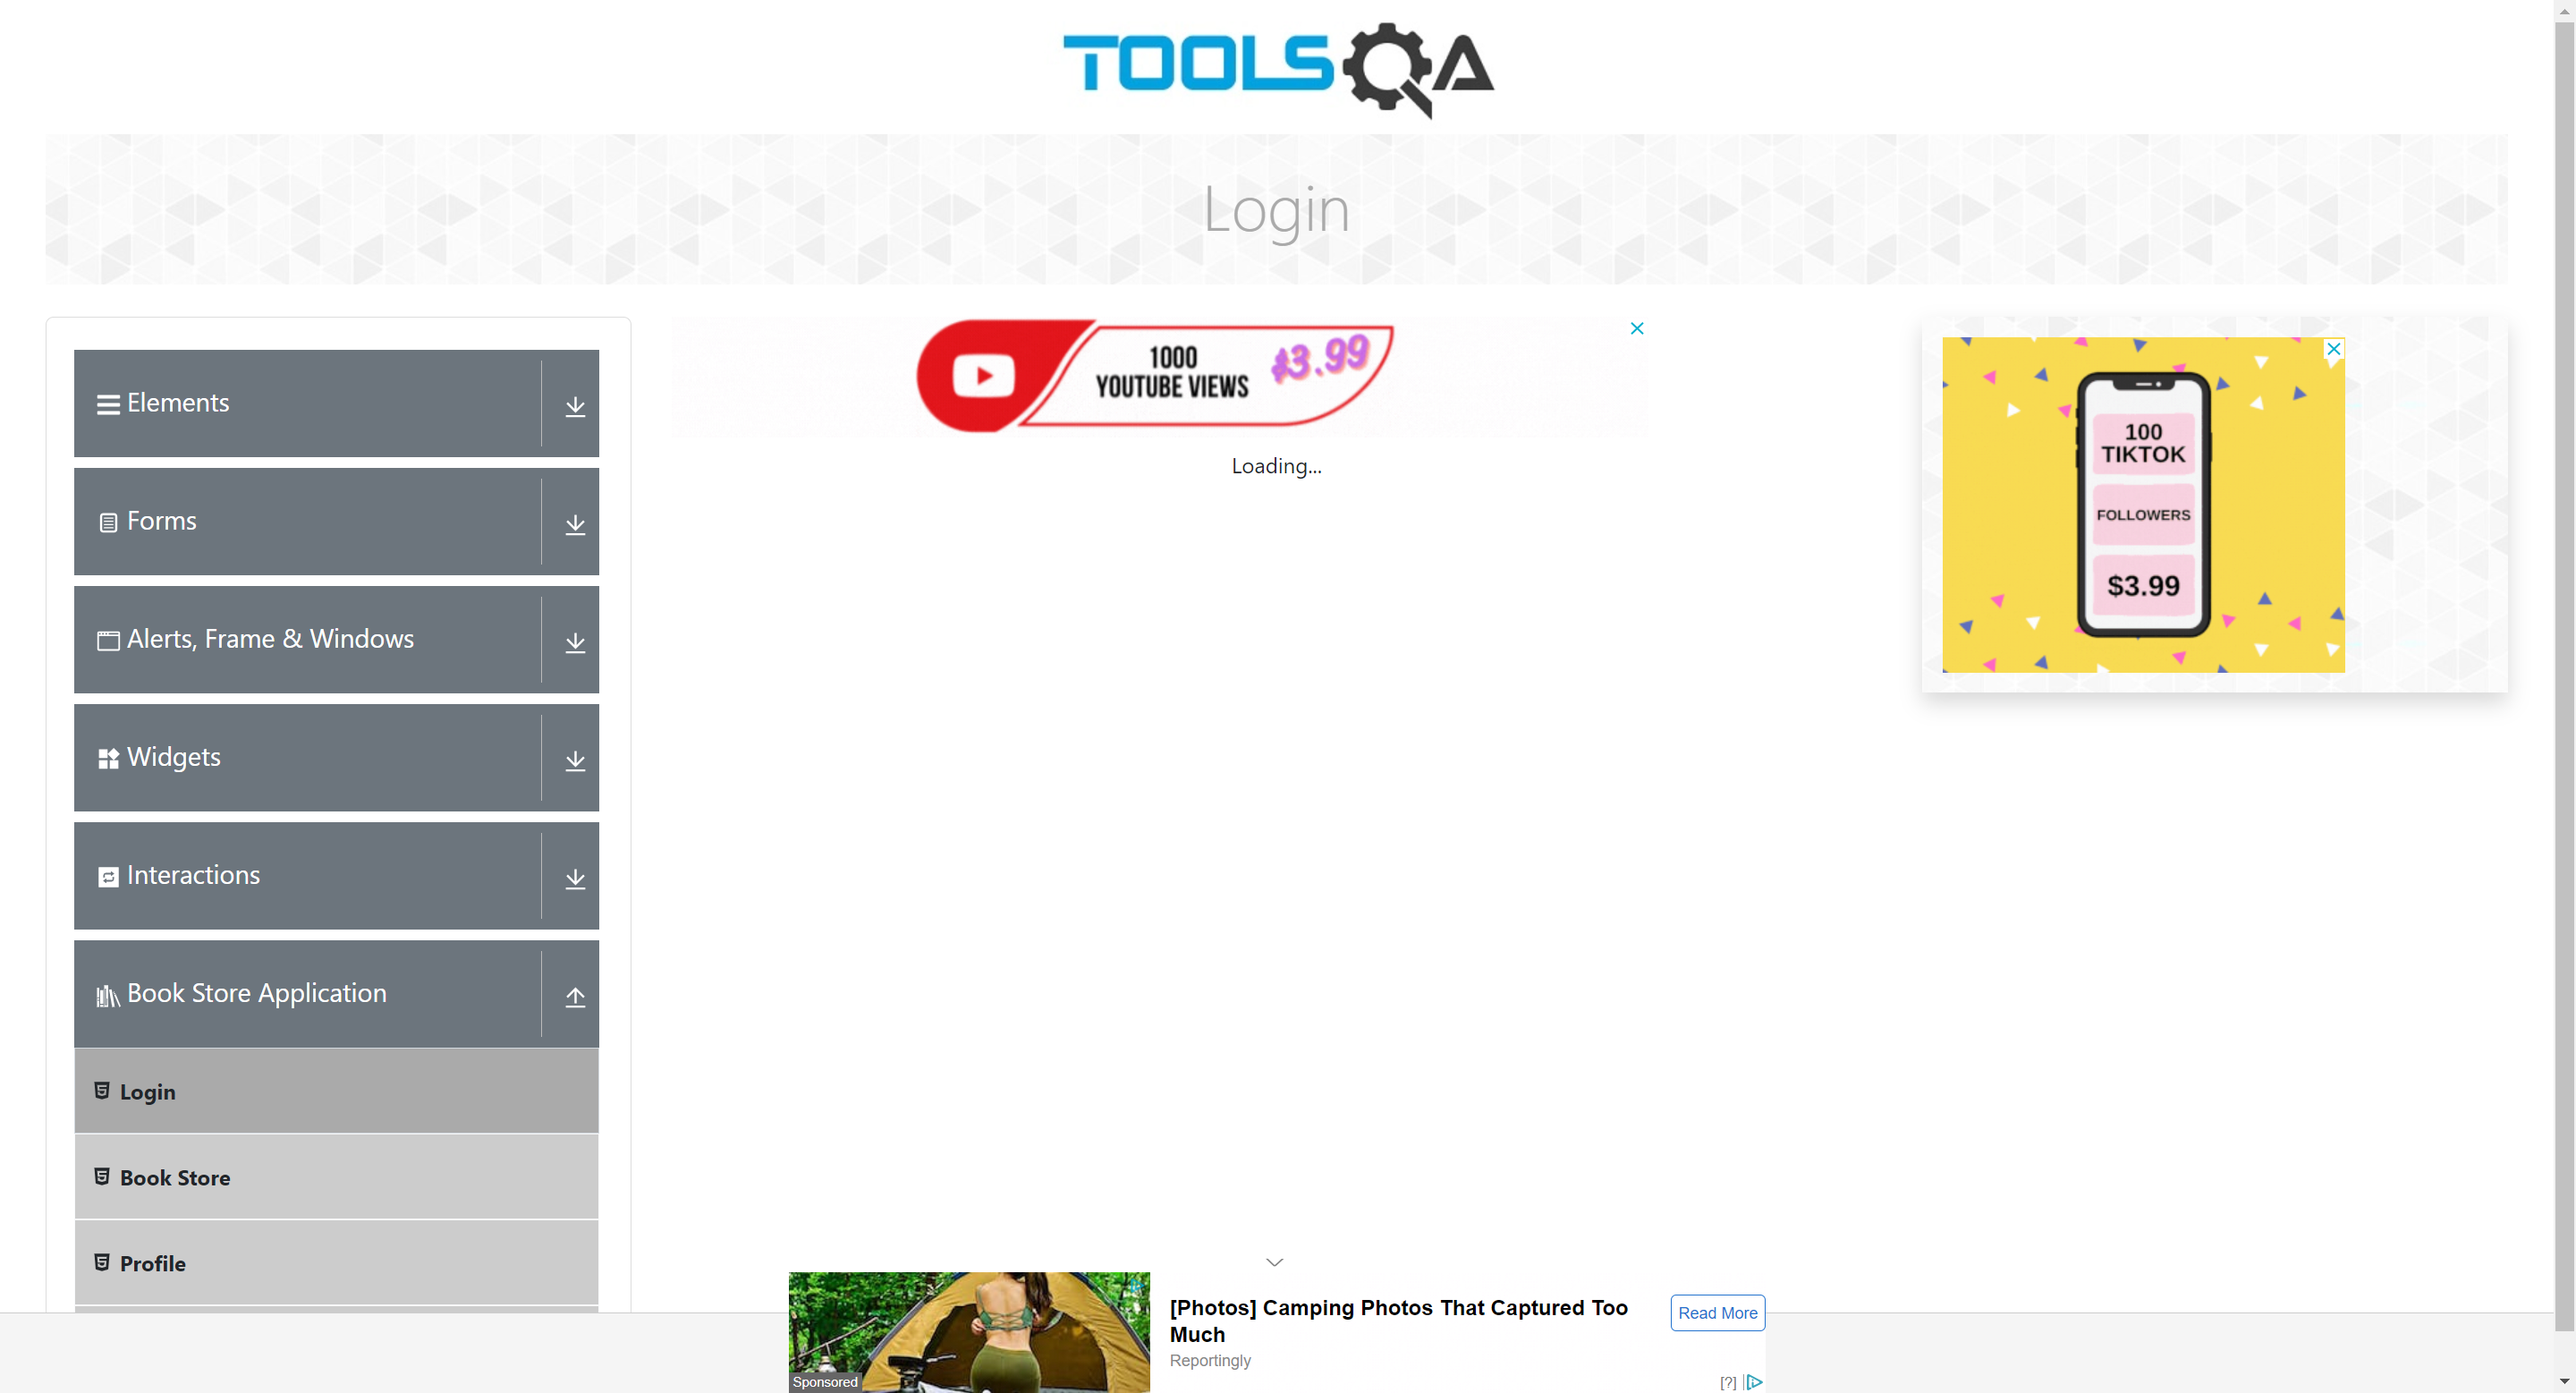 TOOLSQA
Login
Elements
Forms
Alerts, Frame & Windows
Widgets
Interactions
Book Store Application
Login
Book Store
Profile
1000
YOUTUBE VIEWS
$3.99
Loading...
100
TIKTOK
FOLLOWERS
$3.99
Sponsored
[Photos] Camping Photos That Captured Too
Much
Reportingly
Read More
[?]